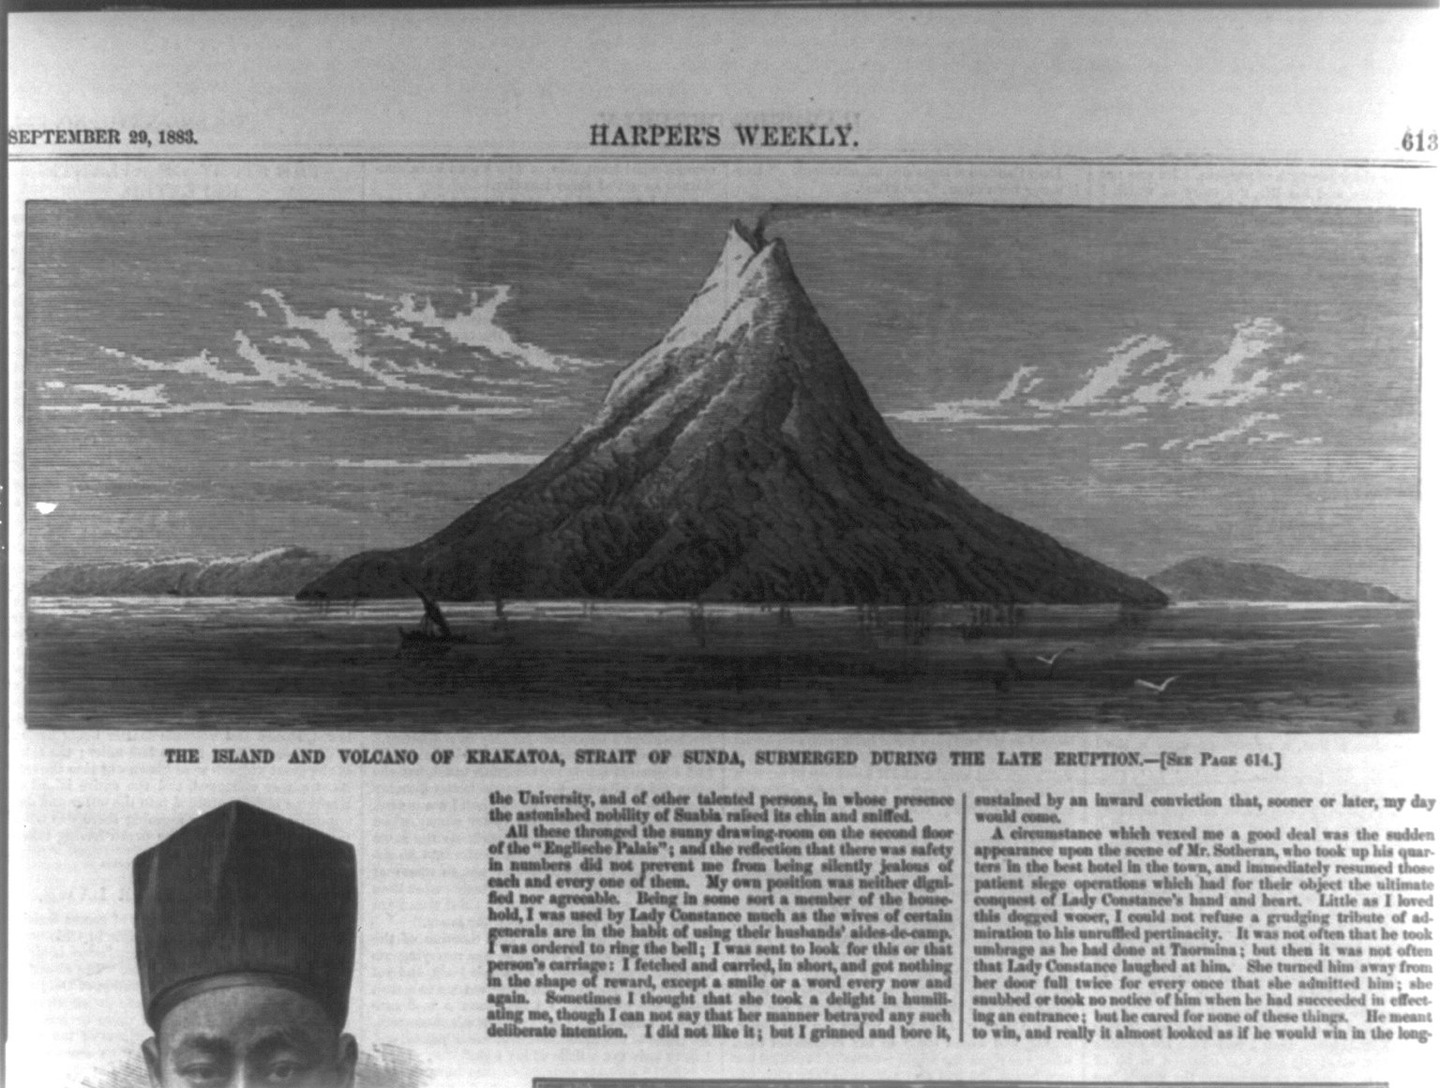 SEPTEMBER 29, 1883.
HARPER'S WEEKLY.
613
THE ISLAND AND VOLCANO OF KRAKATOA, STRAIT OF SUNDA, SUBMERGED DURING THE LATE ERUPTION.—[SEE PAGE 614.]
the University, and of other talented persons, in whose presence
the astonished nobility of Suabia raised its chin and sniffed.
All these thronged the sunny drawing-room on the second floor
of the "Englische Palais"; and the reflection that there was safety
in numbers did not prevent me from being silently jealous of
each and every one of them. My own position was neither digni-
fied nor agreeable. Being in some sort a member of the house-
hold, I was used by Lady Constance much as the wives of certain
generals are in the habit of using their husbands' aides-de-camp.
I was ordered to ring the bell; I was sent to look for this or that
person's carriage: I fetched and carried, in short, and got nothing
in the shape of reward, except a smile or a word every now and
again. Sometimes I thought that she took a delight in humili-
ating me, though I can not say that her manner betrayed any such
deliberate intention. I did not like it; but I grinned and bore it,
sustained by an inward conviction that, sooner or later, my day
would come.
A circumstance which vexed me a good deal was the sudden
appearance upon the scene of Mr. Sotheran, who took up his quar-
ters in the best hotel in the town, and immediately resumed those
patient siege operations which had for their object the ultimate
conquest of Lady Constance's hand and heart. Little as I loved
this dogged wooer, I could not refuse a grudging tribute of ad-
miration to his unruffled pertinacity. It was not often that he took
umbrage as he had done at Taormina; but then it was not often
that Lady Constance laughed at him. She turned him away from
her door full twice for every once that she admitted him; she
snubbed or took no notice of him when he had succeeded in effect-
ing an entrance; but he cared for none of these things. He meant
to win, and really it almost looked as if he would win in the long-